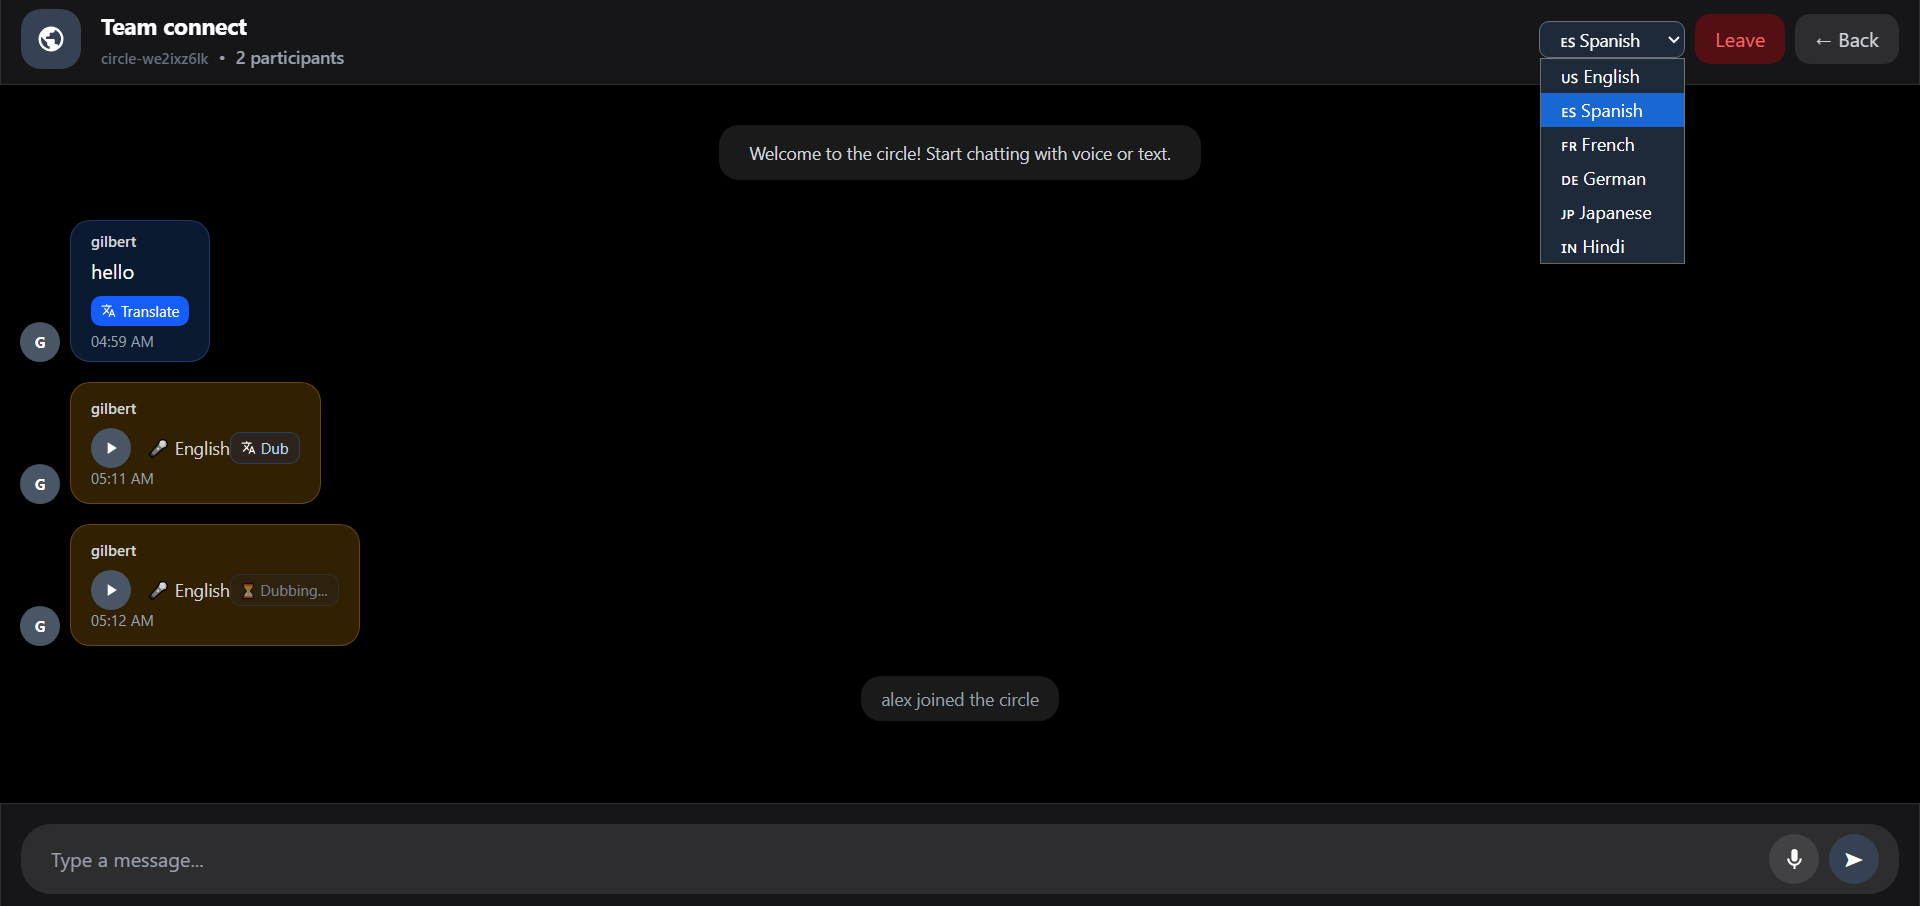 Team connect
circle-we2ixz6lk • 2 participants
ES Spanish
Leave
← Back
US English
ES Spanish
FR French
DE German
JP Japanese
IN Hindi
Welcome to the circle! Start chatting with voice or text.
gilbert
hello
Translate
04:59 AM
G
gilbert
English Dub
05:11 AM
G
gilbert
English Dubbing...
05:12 AM
G
alex joined the circle
Type a message...